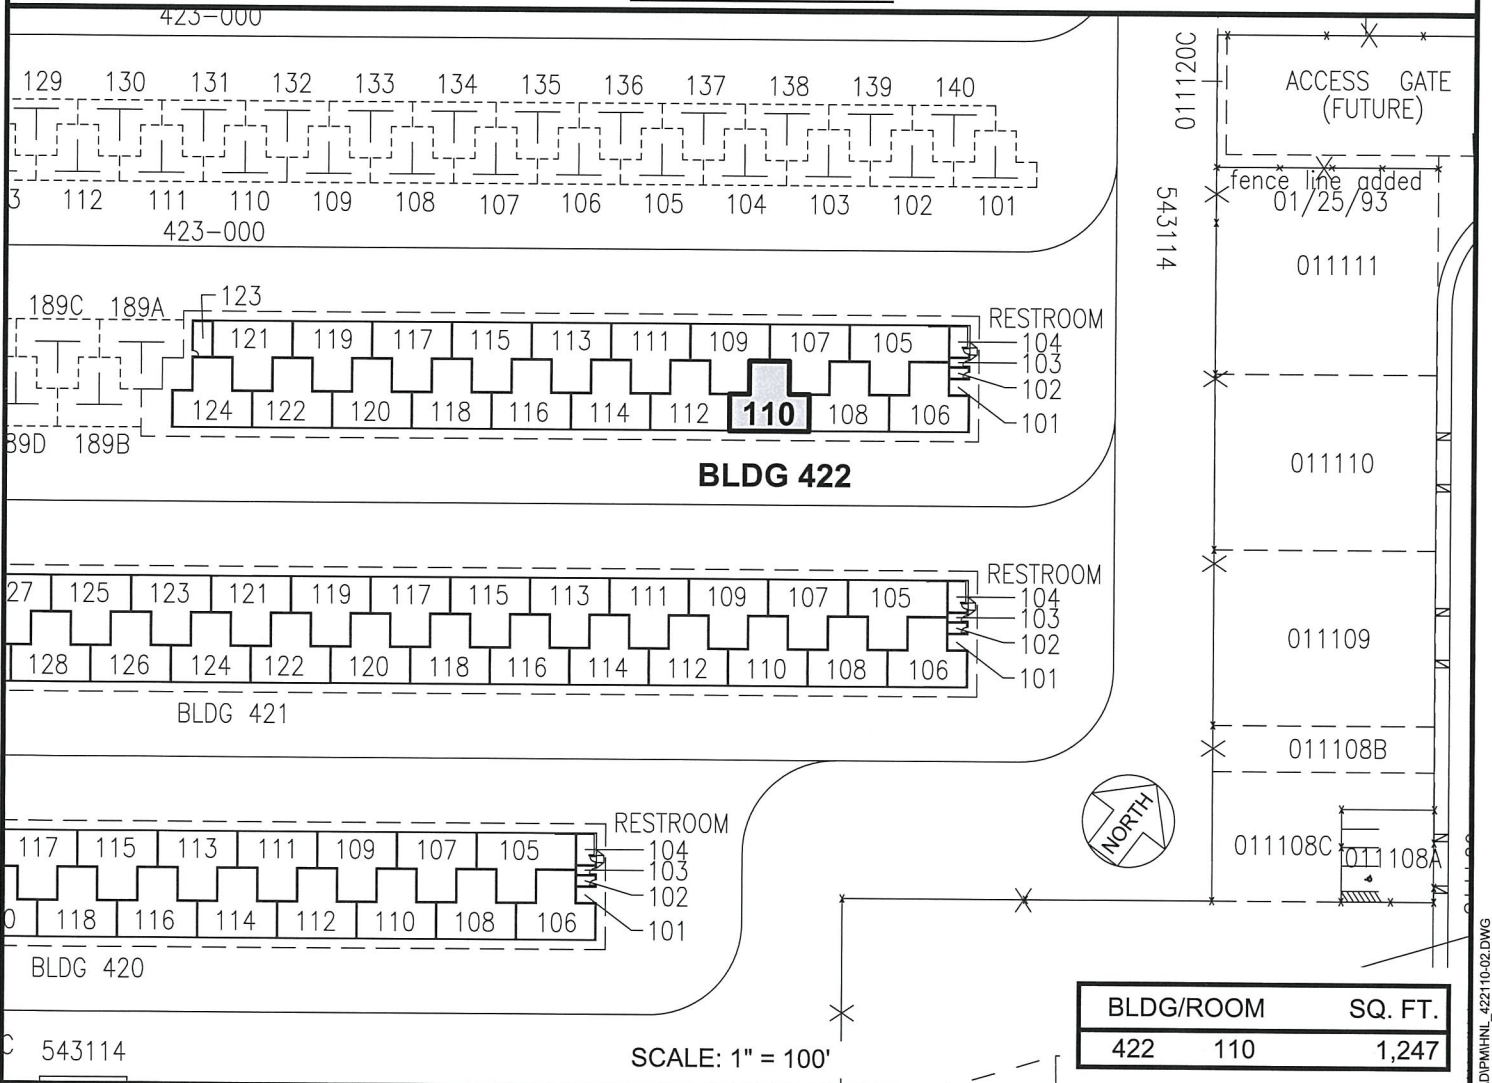 423-000
129 130 131 132 133 134 135 136 137 138 139 140
3 112 111 110 109 108 107 106 105 104 103 102 101
423-000
011120C
ACCESS GATE
(FUTURE)
fence line added
01/25/93
543114
011111
189C 189A
123
121 119 117 115 113 111 109 107 105
RESTROOM
104
103
102
101
124 122 120 118 116 114 112 110 108 106
89D 189B
BLDG 422
011110
27 125 123 121 119 117 115 113 111 109 107 105
RESTROOM
104
103
102
101
128 126 124 122 120 118 116 114 112 110 108 106
BLDG 421
011109
011108B
NORTH
117 115 113 111 109 107 105
RESTROOM
104
103
102
101
0 118 116 114 112 110 108 106
BLDG 420
011108C
011108A
BLDG/ROOM SQ. FT.
422 110 1,247
C 543114
SCALE: 1" = 100'
D\PM\HNL_422110-02.DWG